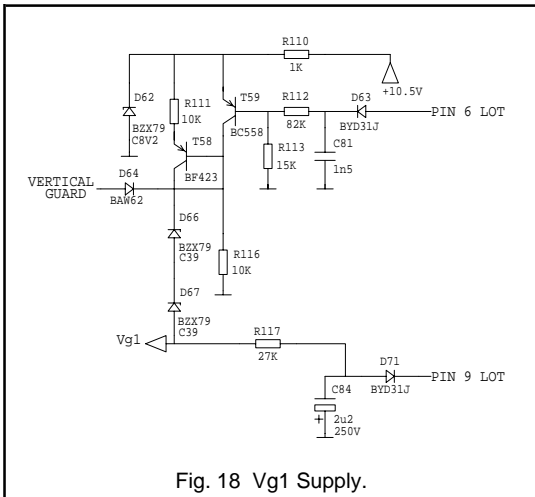 R110
1K
+10.5V
D62
BZX79
C8V2
R111
10K
T59
BC558
R112
82K
D63
BYD31J
PIN 6 LOT
T58
BF423
R113
15K
C81
1n5
VERTICAL
GUARD
D64
BAW62
D66
BZX79
C39
R116
10K
D67
BZX79
C39
Vg1
R117
27K
D71
BYD31J
PIN 9 LOT
C84
+ 2u2
250V
Fig. 18 Vg1 Supply.